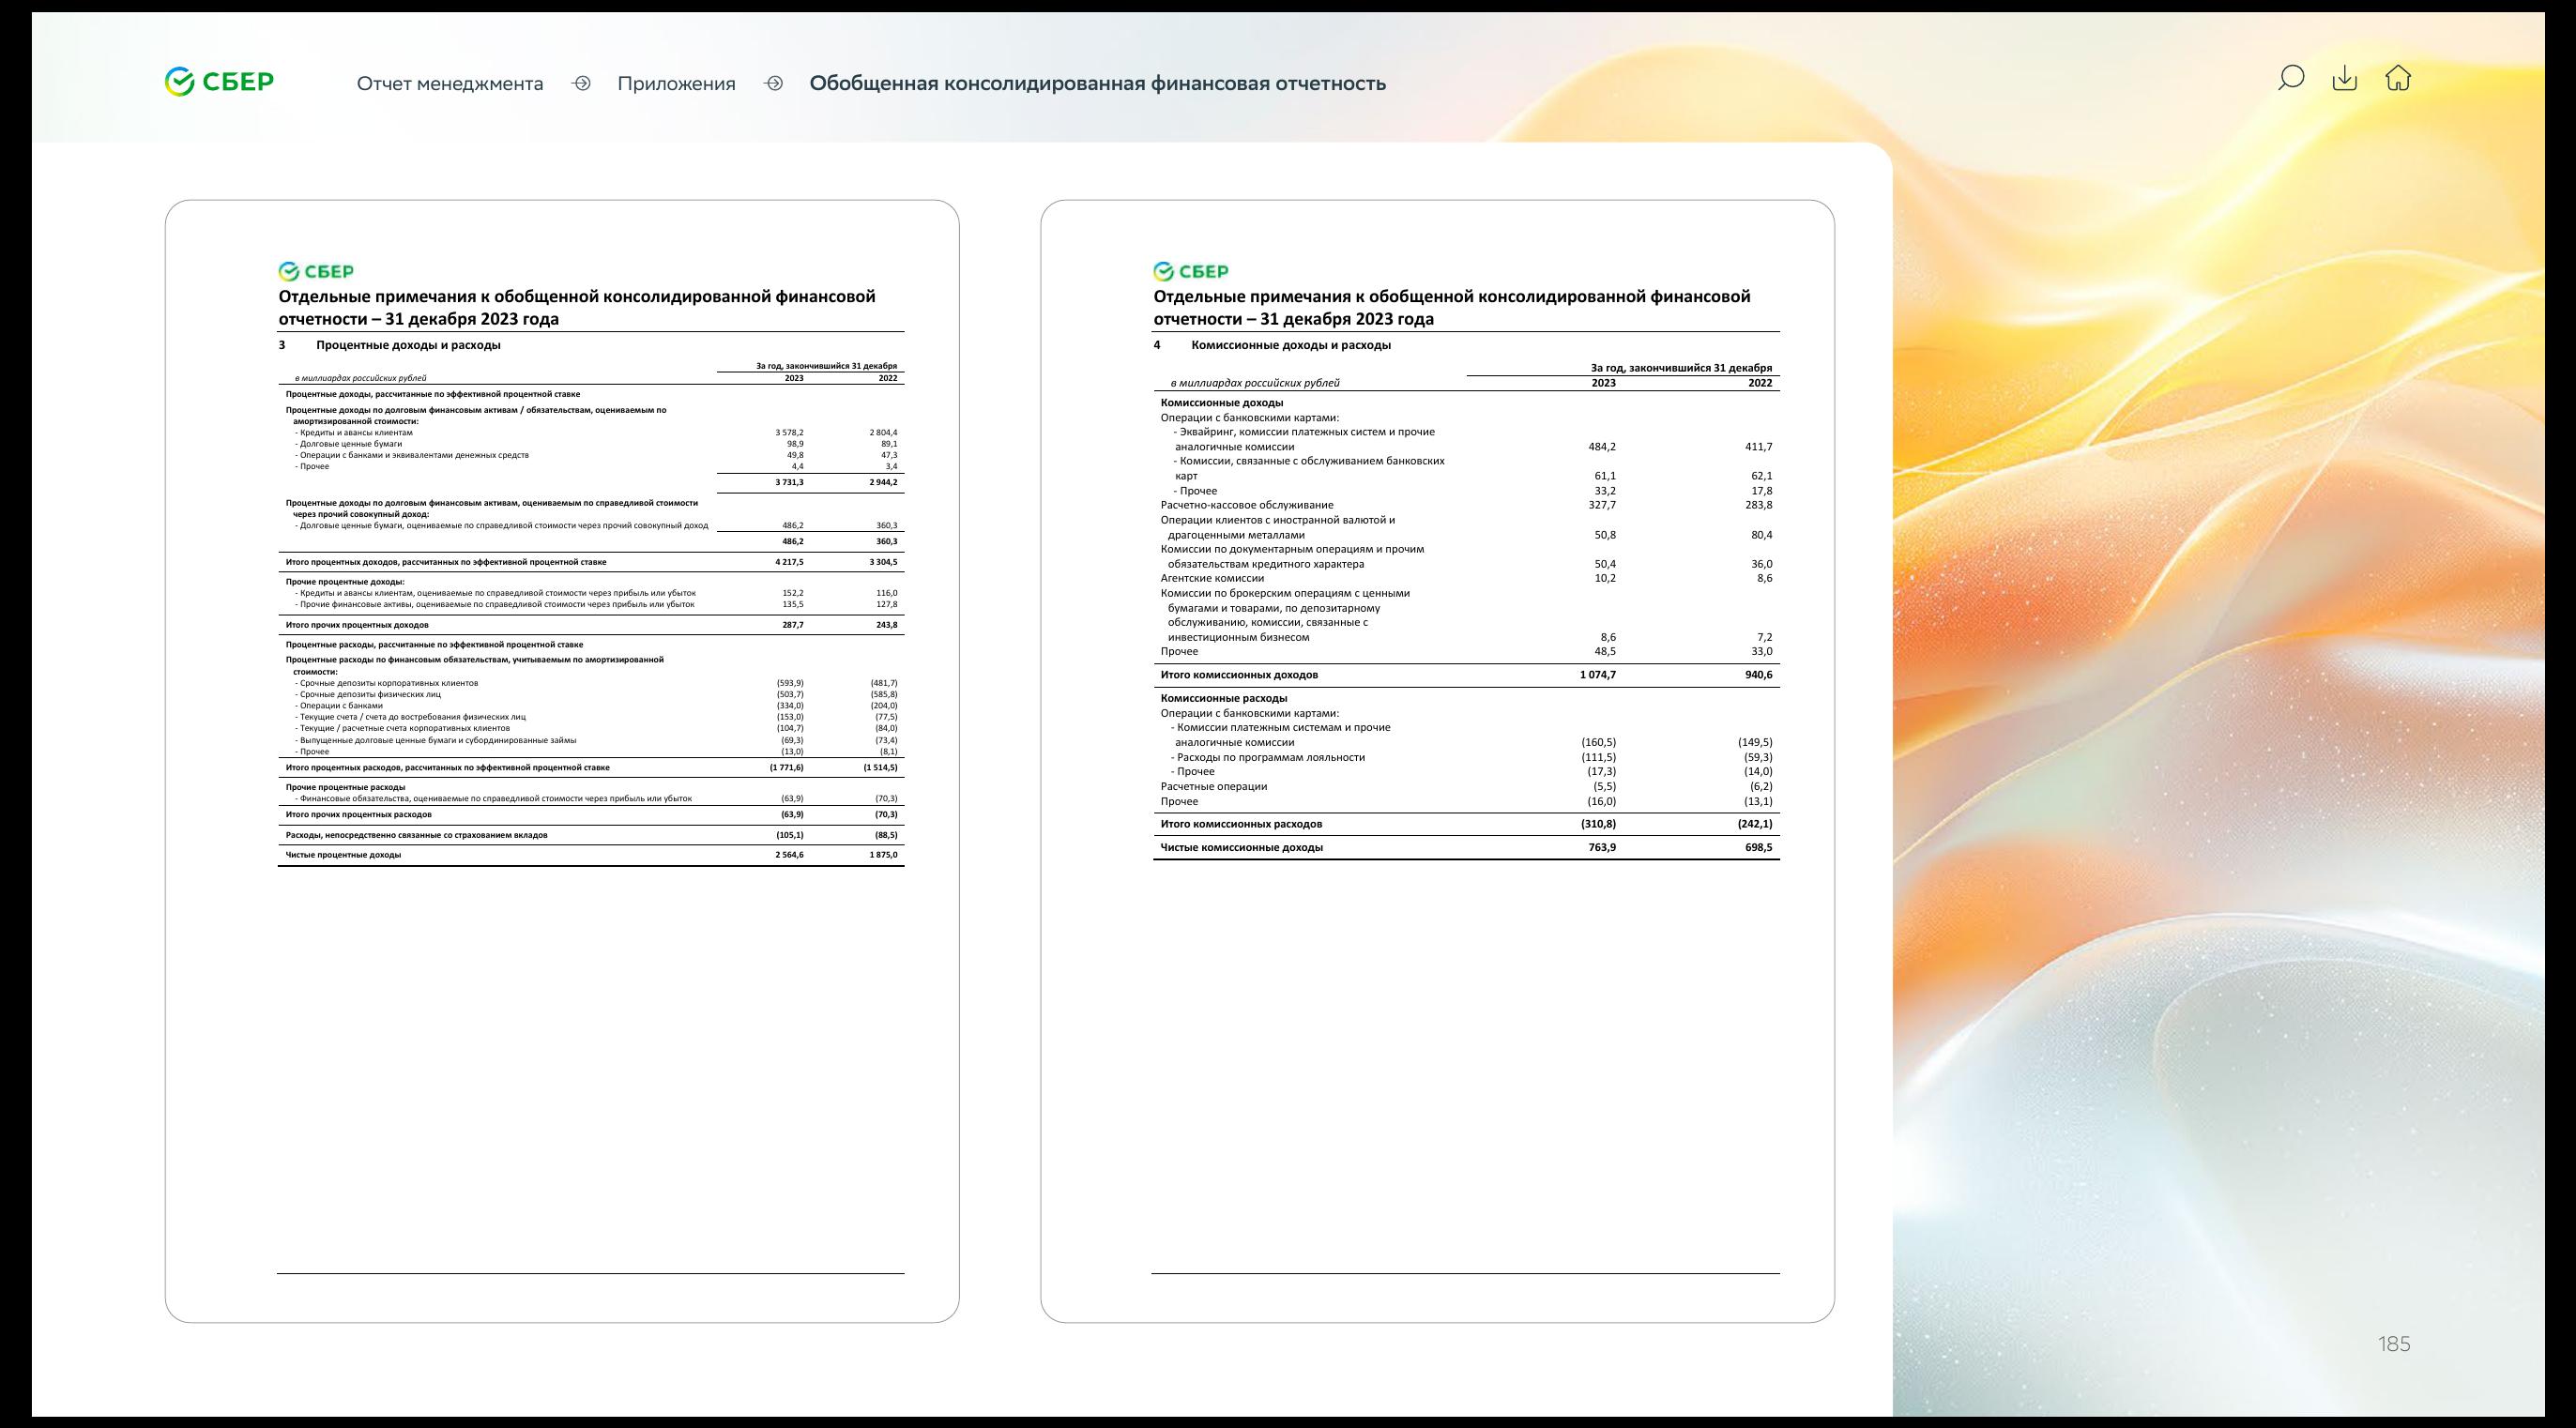 СБЕР
Отчет менеджмента Приложения Обобщенная консолидированная финансовая отчетность
СБЕР
Отдельные примечания к обобщенной консолидированной финансовой
отчетности – 31 декабря 2023 года
3 Процентные доходы и расходы
За год, закончившийся 31 декабря
в миллиардах российских рублей 2023 2022
Процентные доходы, рассчитанные по эффективной процентной ставке
Процентные доходы по долговым финансовым активам / обязательствам, оцениваемым по
амортизированной стоимости:
- Кредиты и авансы клиентам 3 578,2 2 804,4
- Долговые ценные бумаги 98,9 89,1
- Операции с банками и эквивалентами денежных средств 49,8 47,3
- Прочее 4,4 3,4
3 731,3 2 944,2
Процентные доходы по долговым финансовым активам, оцениваемым по справедливой стоимости
через прочий совокупный доход:
- Долговые ценные бумаги, оцениваемые по справедливой стоимости через прочий совокупный доход 486,2 360,3
486,2 360,3
Итого процентных доходов, рассчитанных по эффективной процентной ставке 4 217,5 3 304,5
Прочие процентные доходы:
- Кредиты и авансы клиентам, оцениваемые по справедливой стоимости через прибыль или убыток 152,2 116,0
- Прочие финансовые активы, оцениваемые по справедливой стоимости через прибыль или убыток 135,5 127,8
Итого прочих процентных доходов 287,7 243,8
Процентные расходы, рассчитанные по эффективной процентной ставке
Процентные расходы по финансовым обязательствам, учитываемым по амортизированной
стоимости:
- Срочные депозиты корпоративных клиентов (593,9) (481,7)
- Срочные депозиты физических лиц (503,7) (585,8)
- Операции с банками (334,0) (204,0)
- Текущие счета / счета до востребования физических лиц (153,0) (77,5)
- Текущие / расчетные счета корпоративных клиентов (104,7) (84,0)
- Выпущенные долговые ценные бумаги и субординированные займы (69,3) (73,4)
- Прочее (13,0) (8,1)
Итого процентных расходов, рассчитанных по эффективной процентной ставке (1 771,6) (1 514,5)
Прочие процентные расходы
- Финансовые обязательства, оцениваемые по справедливой стоимости через прибыль или убыток (63,9) (70,3)
Итого прочих процентных расходов (63,9) (70,3)
Расходы, непосредственно связанные со страхованием вкладов (105,1) (88,5)
Чистые процентные доходы 2 564,6 1 875,0
СБЕР
Отдельные примечания к обобщенной консолидированной финансовой
отчетности – 31 декабря 2023 года
4 Комиссионные доходы и расходы
За год, закончившийся 31 декабря
в миллиардах российских рублей 2023 2022
Комиссионные доходы
Операции с банковскими картами:
- Эквайринг, комиссии платежных систем и прочие
аналогичные комиссии 484,2 411,7
- Комиссии, связанные с обслуживанием банковских
карт 61,1 62,1
- Прочее 33,2 17,8
Расчетно-кассовое обслуживание 327,7 283,8
Операции клиентов с иностранной валютой и
драгоценными металлами 50,8 80,4
Комиссии по документарным операциям и прочим
обязательствам кредитного характера 50,4 36,0
Агентские комиссии 10,2 8,6
Комиссии по брокерским операциям с ценными
бумагами и товарами, по депозитарному
обслуживанию, комиссии, связанные с
инвестиционным бизнесом 8,6 7,2
Прочее 48,5 33,0
Итого комиссионных доходов 1 074,7 940,6
Комиссионные расходы
Операции с банковскими картами:
- Комиссии платежным системам и прочие
аналогичные комиссии (160,5) (149,5)
- Расходы по программам лояльности (111,5) (59,3)
- Прочее (17,3) (14,0)
Расчетные операции (5,5) (6,2)
Прочее (16,0) (13,1)
Итого комиссионных расходов (310,8) (242,1)
Чистые комиссионные доходы 763,9 698,5
185